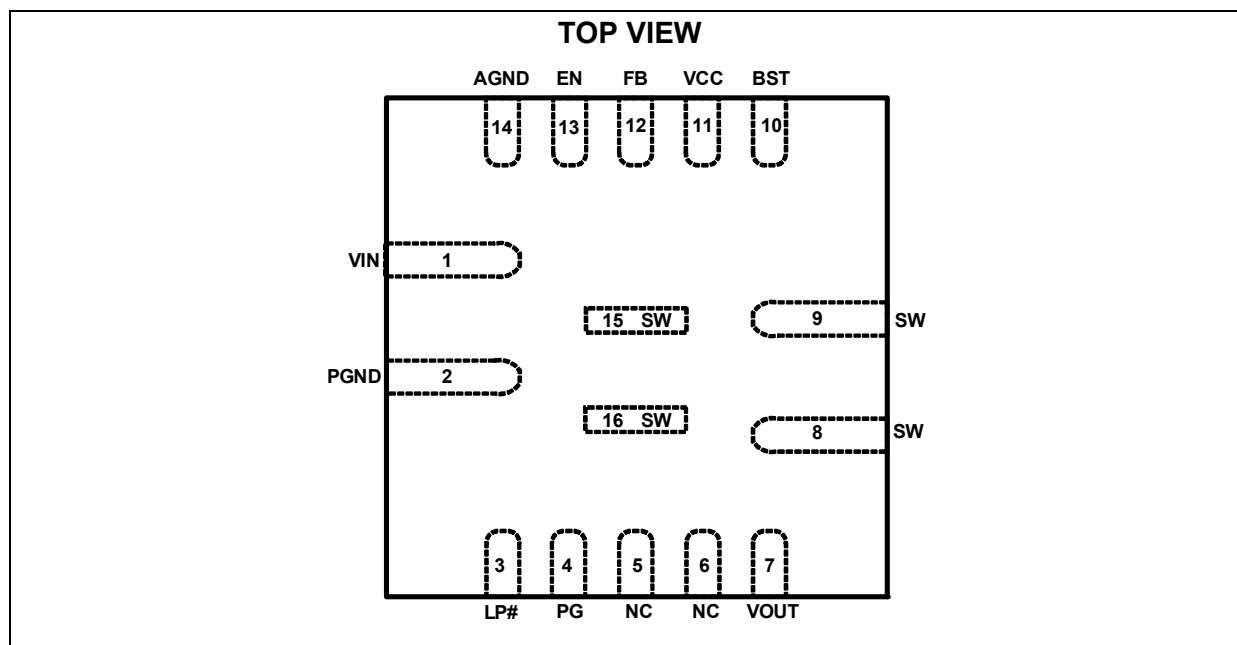 TOP VIEW
AGND EN FB VCC BST
14 13 12 11 10
VIN 1
15 SW 9 SW
PGND 2
16 SW 8 SW
3 4 5 6 7
LP# PG NC NC VOUT